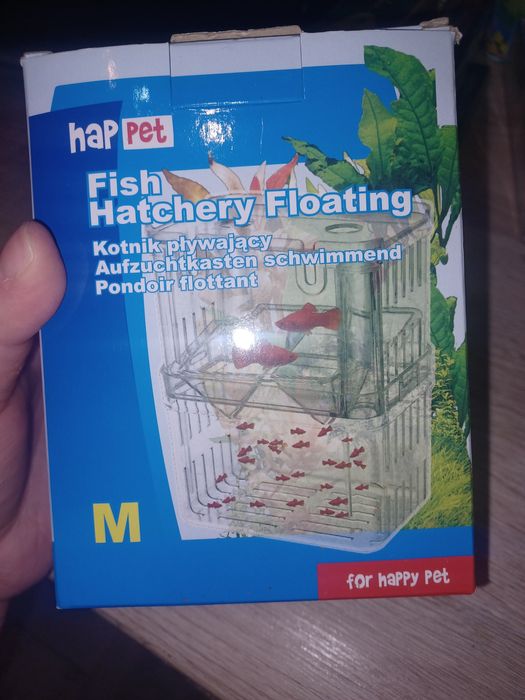 hap pet
Fish
Hatchery Floating
Kotnik pływający
Aufzuchtkasten schwimmend
Pondoir flottant
M
for happy pet